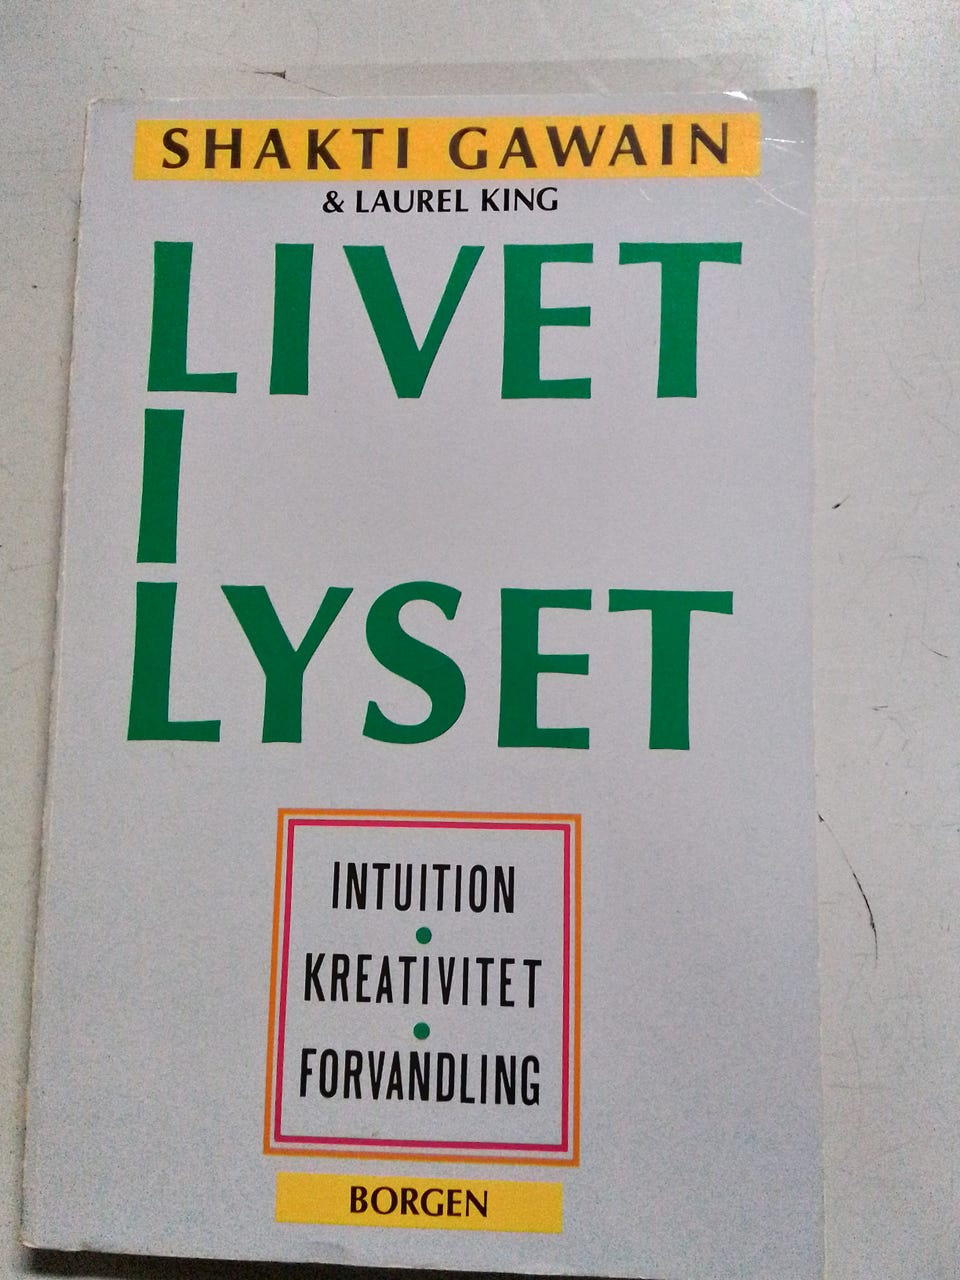 SHAKTI GAWAIN
& LAUREL KING
LIVET
I
LYSET
INTUITION
•
KREATIVITET
•
FORVANDLING
BORGEN